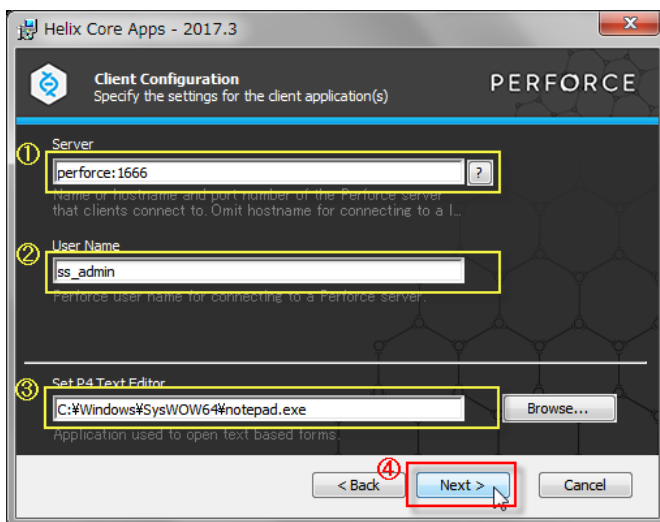 Helix Core Apps - 2017.3
Client Configuration
Specify the settings for the client application(s)
PERFORCE
①
Server
perforce:1666
?
Name or hostname and port number of the Perforce server
that clients connect to. Omit hostname for connecting to a l...
②
User Name
ss_admin
Perforce user name for connecting to a Perforce server.
③
Set P4 Text Editor
C:¥Windows¥SysWOW64¥notepad.exe
Browse...
Application used to open text based forms.
④
< Back
Next >
Cancel